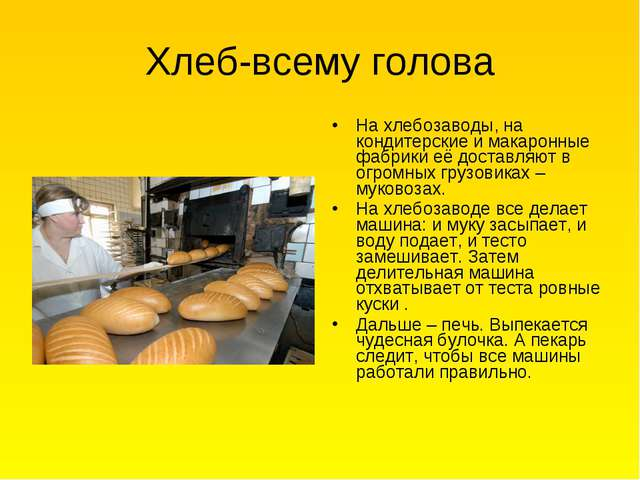 Хлеб-всему голова
• На хлебозаводы, на
кондитерские и макаронные
фабрики её доставляют в
огромных грузовиках –
муковозах.
• На хлебозаводе все делает
машина: и муку засыпает, и
воду подает, и тесто
замешивает. Затем
делительная машина
отхватывает от теста ровные
куски .
• Дальше – печь. Выпекается
чудесная булочка. А пекарь
следит, чтобы все машины
работали правильно.